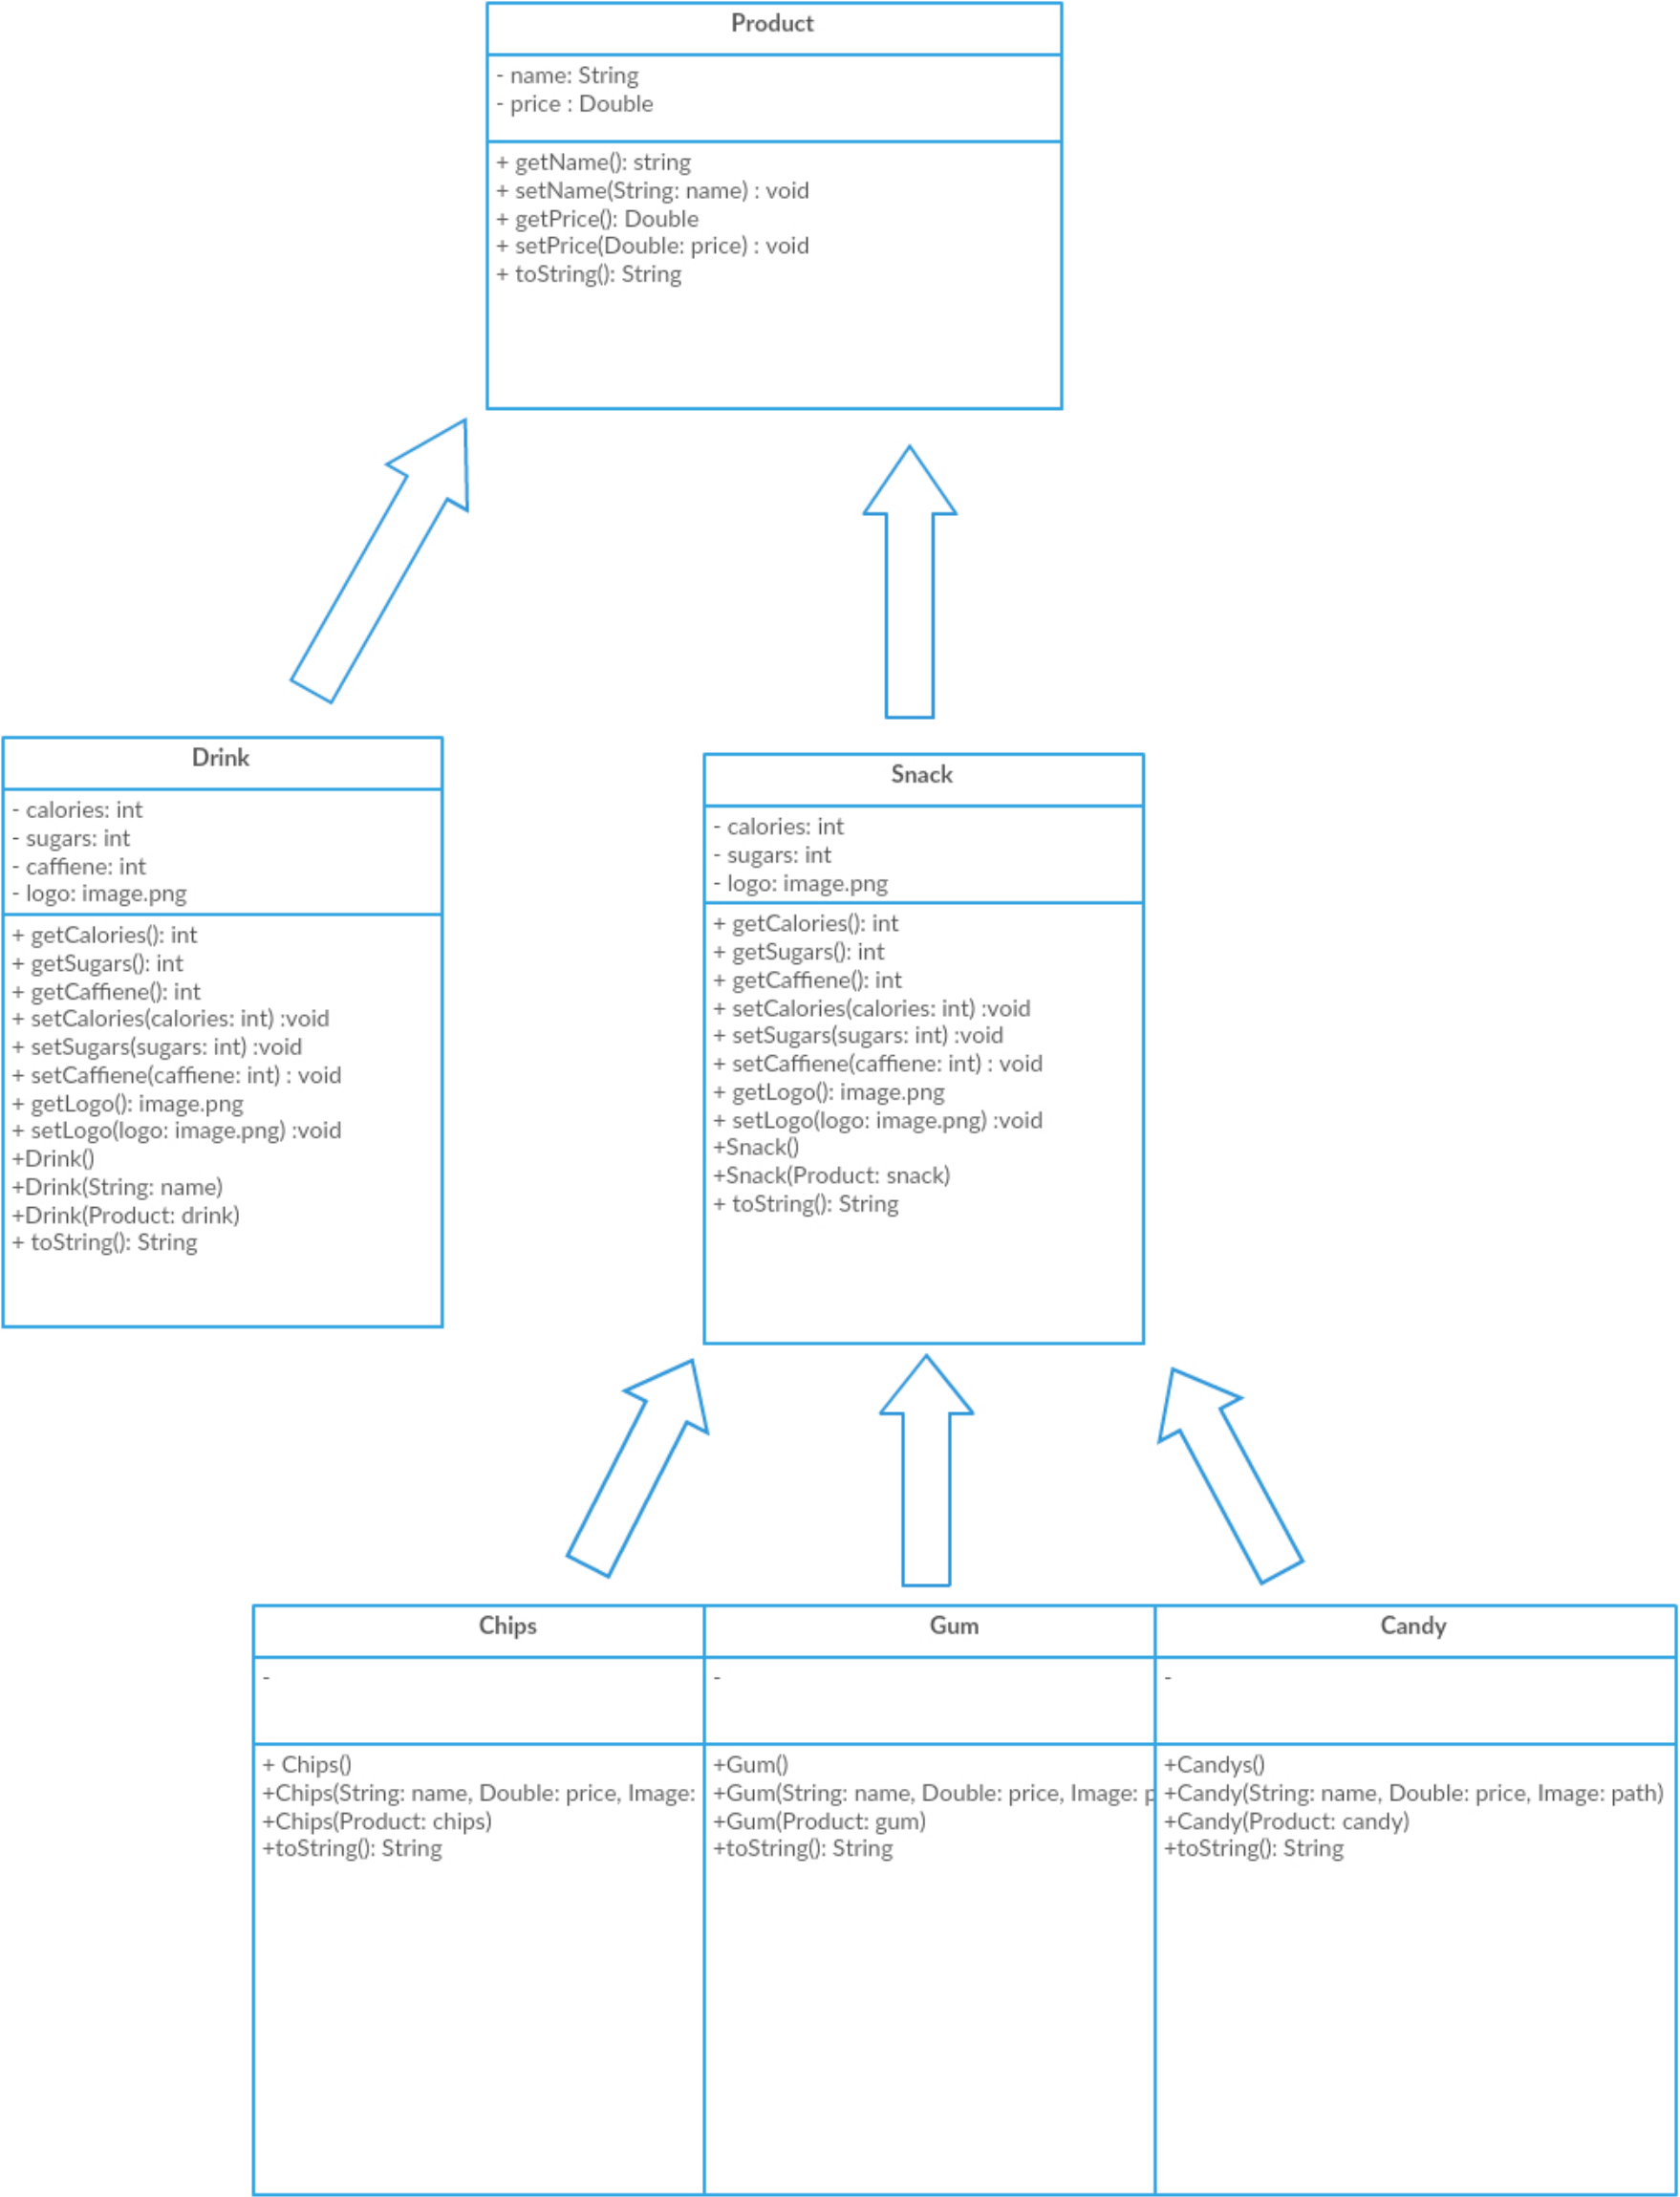 Product
- name: String
- price : Double
+ getName(): string
+ setName(String: name) : void
+ getPrice(): Double
+ setPrice(Double: price) : void
+ toString(): String
Drink
- calories: int
- sugars: int
- caffiene: int
- logo: image.png
+ getCalories(): int
+ getSugars(): int
+ getCaffiene(): int
+ setCalories(calories: int) :void
+ setSugars(sugars: int) :void
+ setCaffiene(caffiene: int) : void
+ getLogo(): image.png
+ setLogo(logo: image.png) :void
+Drink()
+Drink(String: name)
+Drink(Product: drink)
+ toString(): String
Snack
- calories: int
- sugars: int
- logo: image.png
+ getCalories(): int
+ getSugars(): int
+ getCaffiene(): int
+ setCalories(calories: int) :void
+ setSugars(sugars: int) :void
+ setCaffiene(caffiene: int) : void
+ getLogo(): image.png
+ setLogo(logo: image.png) :void
+Snack()
+Snack(Product: snack)
+ toString(): String
Chips
-
+ Chips()
+Chips(String: name, Double: price, Image:
+Chips(Product: chips)
+toString(): String
Gum
-
+Gum()
+Gum(String: name, Double: price, Image: p
+Gum(Product: gum)
+toString(): String
Candy
-
+Candys()
+Candy(String: name, Double: price, Image: path)
+Candy(Product: candy)
+toString(): String